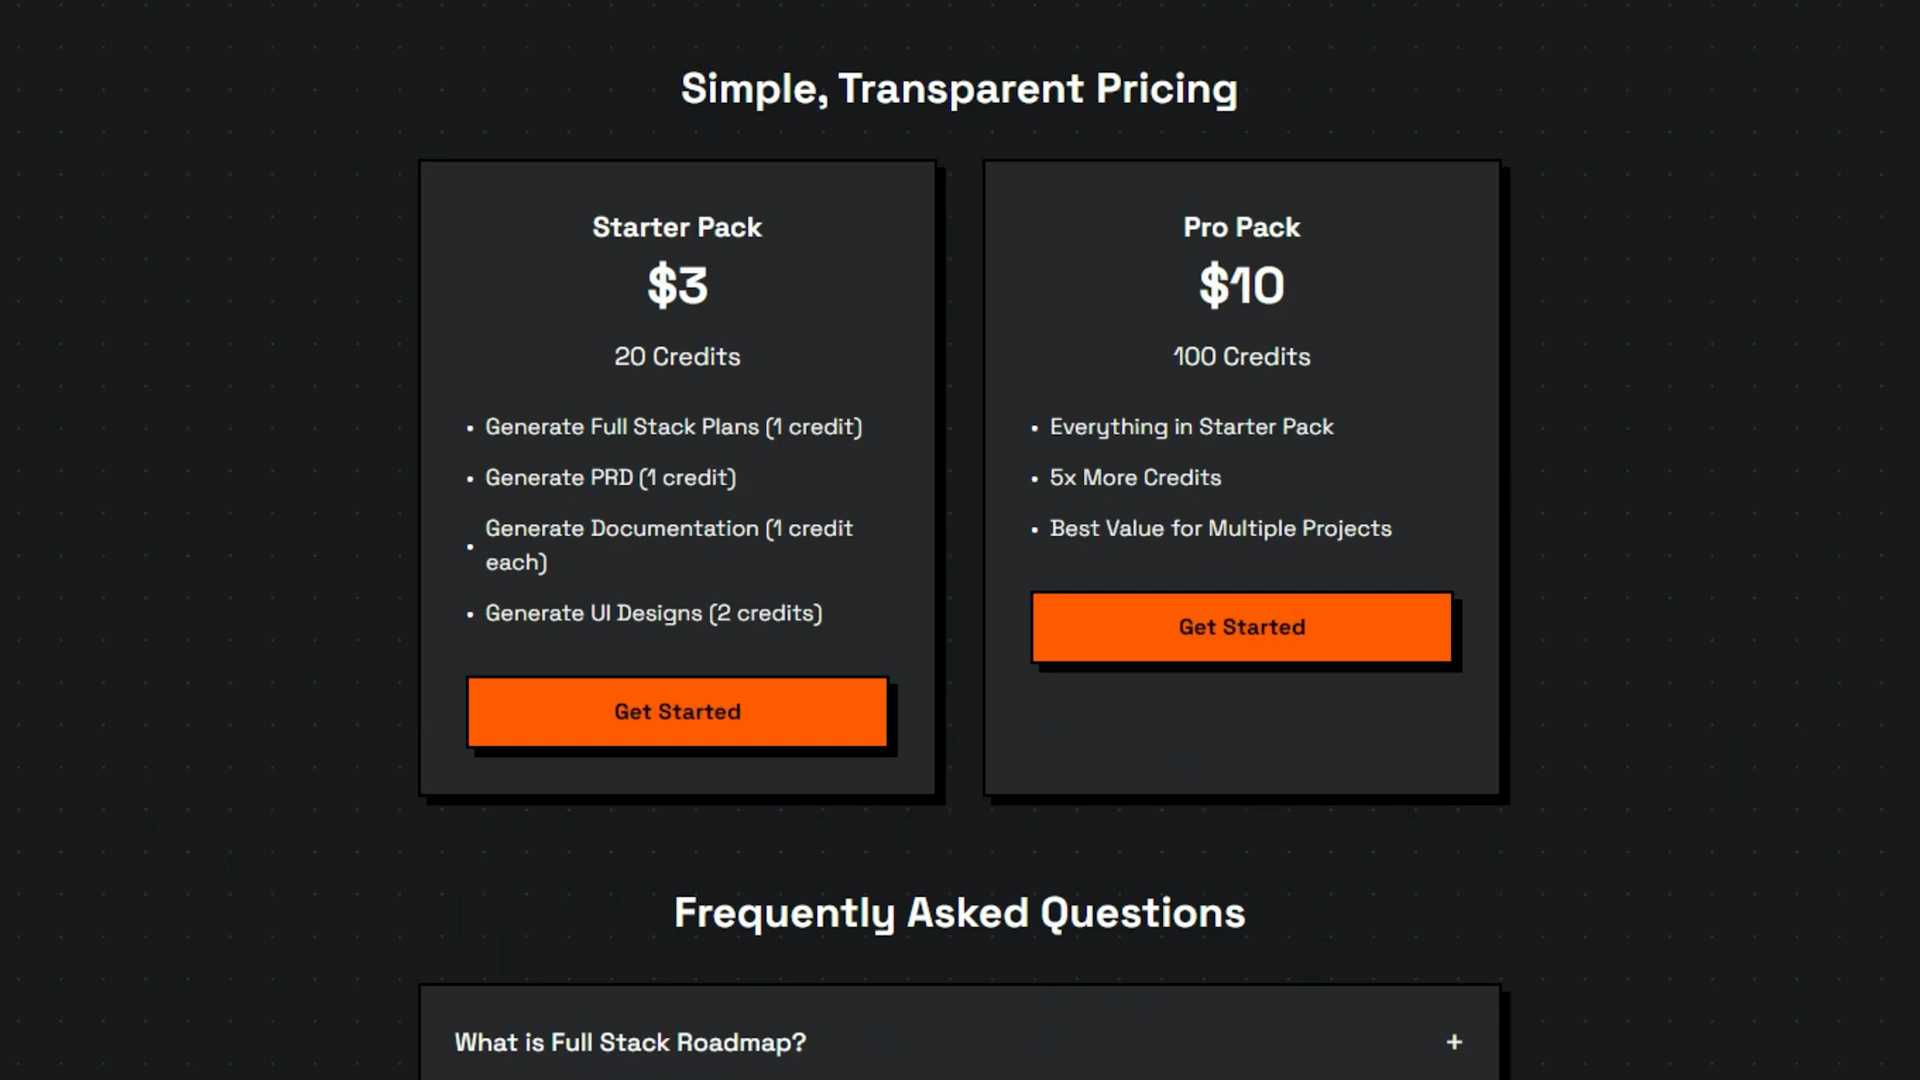 Simple, Transparent Pricing
Starter Pack
$3
20 Credits
• Generate Full Stack Plans (1 credit)
• Generate PRD (1 credit)
• Generate Documentation (1 credit
each)
• Generate UI Designs (2 credits)
Get Started
Pro Pack
$10
100 Credits
• Everything in Starter Pack
• 5x More Credits
• Best Value for Multiple Projects
Get Started
Frequently Asked Questions
What is Full Stack Roadmap? +